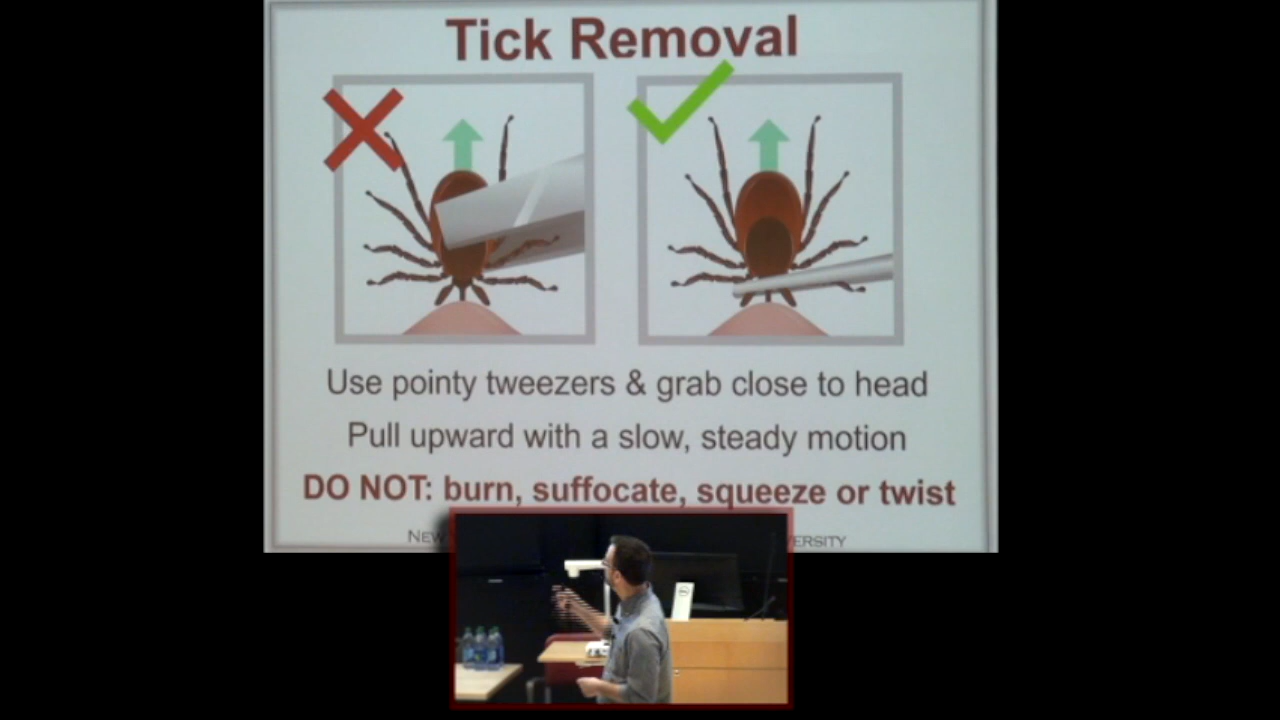 Tick Removal
Use pointy tweezers & grab close to head
Pull upward with a slow, steady motion
DO NOT: burn, suffocate, squeeze or twist
NEW